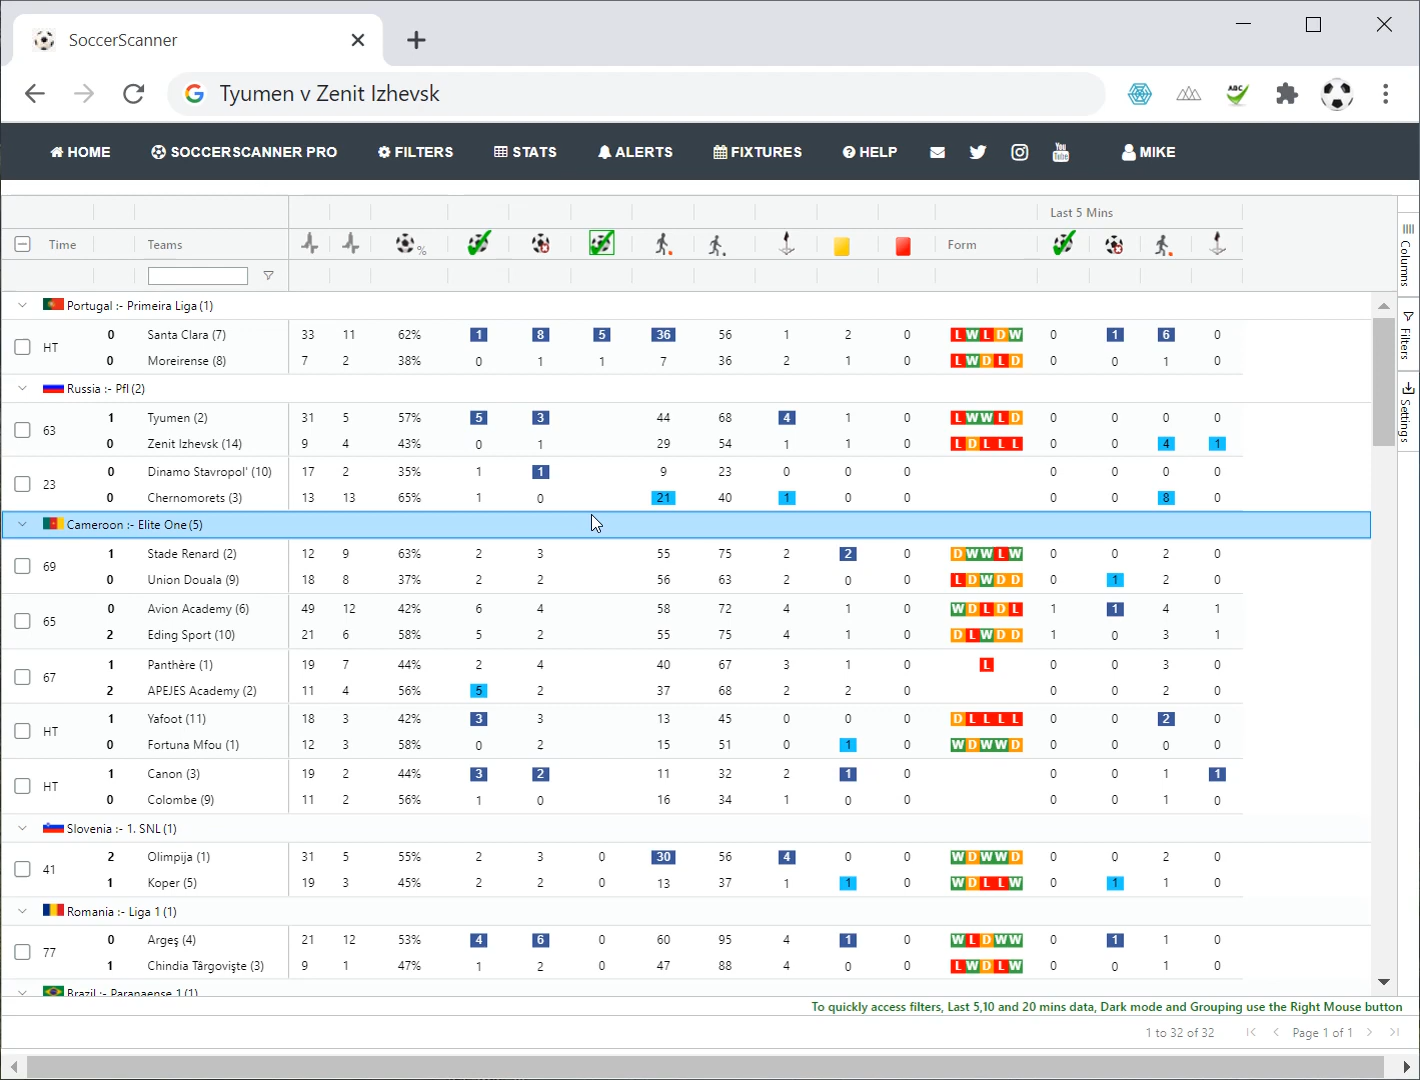 SoccerScanner
Tyumen v Zenit Izhevsk
ABC
HOME SOCCERSCANNER PRO FILTERS STATS ALERTS FIXTURES HELP You Tube MIKE
Last 5 Mins
Time Teams % Form
Columns
Filters
Settings
Portugal :- Primeira Liga (1)
HT
0 Santa Clara (7) 33 11 62% 1 8 5 36 56 1 2 0 L W L D W 0 1 6 0
0 Moreirense (8) 7 2 38% 0 1 1 7 36 2 1 0 L W D L D 0 0 1 0
Russia :- Pfl (2)
63
1 Tyumen (2) 31 5 57% 5 3 44 68 4 1 0 L W W L D 0 0 0 0
0 Zenit Izhevsk (14) 9 4 43% 0 1 29 54 1 1 0 L D L L L 0 0 4 1
23
0 Dinamo Stavropol' (10) 17 2 35% 1 1 9 23 0 0 0 0 0 0 0
0 Chernomorets (3) 13 13 65% 1 0 21 40 1 0 0 0 0 8 0
Cameroon :- Elite One (5)
69
1 Stade Renard (2) 12 9 63% 2 3 55 75 2 2 0 D W W L W 0 0 2 0
0 Union Douala (9) 18 8 37% 2 2 56 63 2 0 0 L D W D D 0 1 2 0
65
0 Avion Academy (6) 49 12 42% 6 4 58 72 4 1 0 W D L D L 1 1 4 1
2 Eding Sport (10) 21 6 58% 5 2 55 75 4 1 0 D L W D D 1 0 3 1
67
1 Panthère (1) 19 7 44% 2 4 40 67 3 1 0 L 0 0 3 0
2 APEJES Academy (2) 11 4 56% 5 2 37 68 2 2 0 0 0 2 0
HT
1 Yafoot (11) 18 3 42% 3 3 13 45 0 0 0 D L L L L 0 0 2 0
0 Fortuna Mfou (1) 12 3 58% 0 2 15 51 0 1 0 W D W W D 0 0 0 0
HT
1 Canon (3) 19 2 44% 3 2 11 32 2 1 0 0 0 1 1
0 Colombe (9) 11 2 56% 1 0 16 34 1 0 0 0 0 1 0
Slovenia :- 1. SNL (1)
41
2 Olimpija (1) 31 5 55% 2 3 0 30 56 4 0 0 W D W W D 0 0 2 0
1 Koper (5) 19 3 45% 2 2 0 13 37 1 1 0 W D L L W 0 1 1 0
Romania :- Liga 1 (1)
77
0 Argeş (4) 21 12 53% 4 6 0 60 95 4 1 0 W L D W W 0 1 1 0
1 Chindia Târgovişte (3) 9 1 47% 1 2 0 47 88 4 0 0 L W D L W 0 0 1 0
Brazil :- Paranaense 1 (1)
To quickly access filters, Last 5,10 and 20 mins data, Dark mode and Grouping use the Right Mouse button
1 to 32 of 32 Page 1 of 1